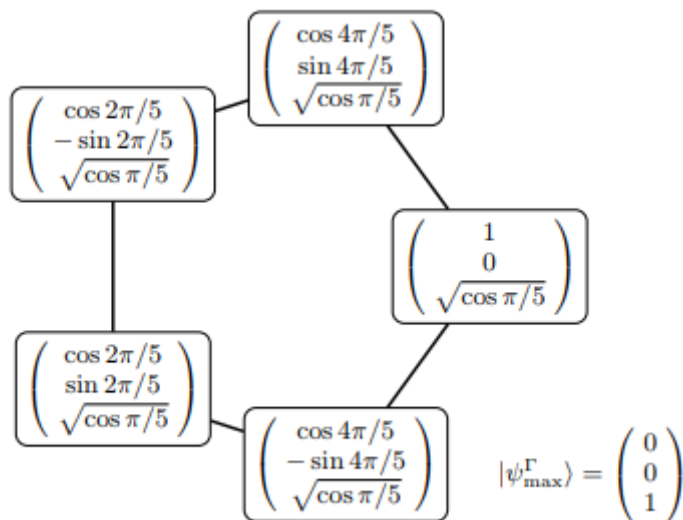 cos 4π/5
sin 4π/5
√cos π/5
cos 2π/5
− sin 2π/5
√cos π/5
1
0
√cos π/5
cos 2π/5
sin 2π/5
√cos π/5
cos 4π/5
− sin 4π/5
√cos π/5
|ψ^Γ_max⟩ = ( 0
0
1 )